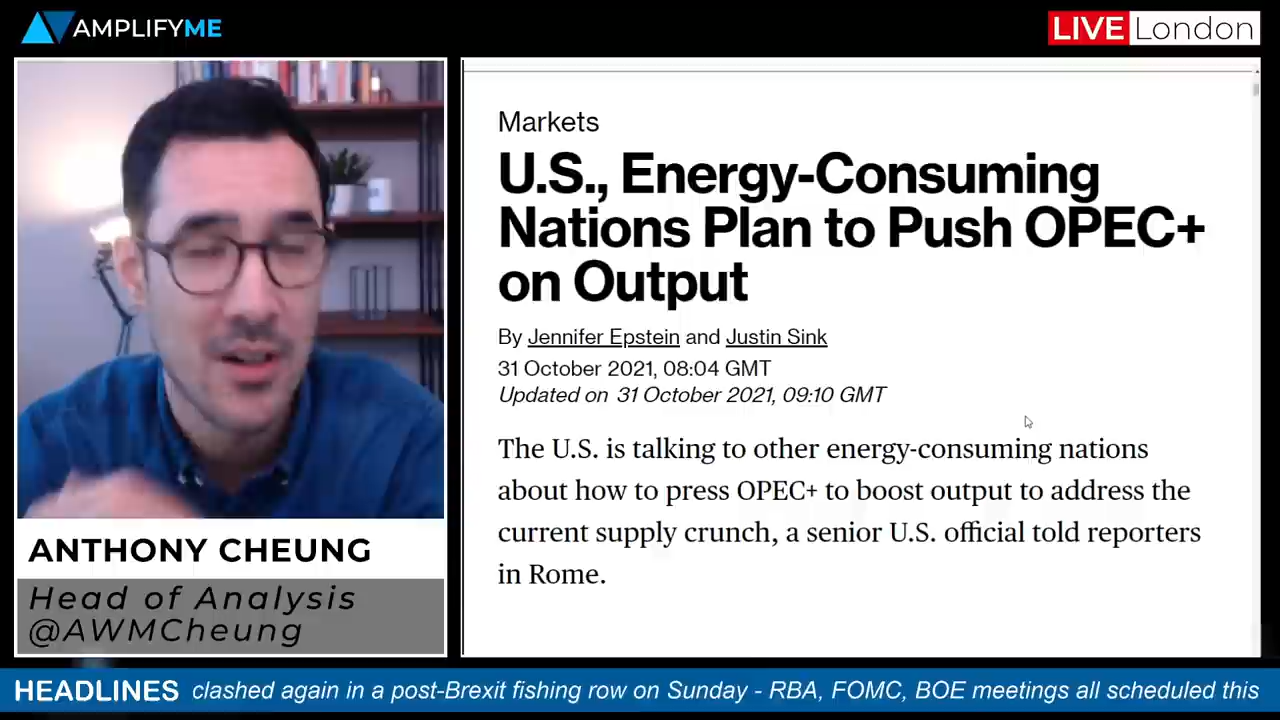 AMPLIFYME
LIVE London
Markets
U.S., Energy-Consuming
Nations Plan to Push OPEC+
on Output
By Jennifer Epstein and Justin Sink
31 October 2021, 08:04 GMT
Updated on 31 October 2021, 09:10 GMT
The U.S. is talking to other energy-consuming nations
about how to press OPEC+ to boost output to address the
current supply crunch, a senior U.S. official told reporters
in Rome.
ANTHONY CHEUNG
Head of Analysis
@AWMCheung
HEADLINES clashed again in a post-Brexit fishing row on Sunday - RBA, FOMC, BOE meetings all scheduled this